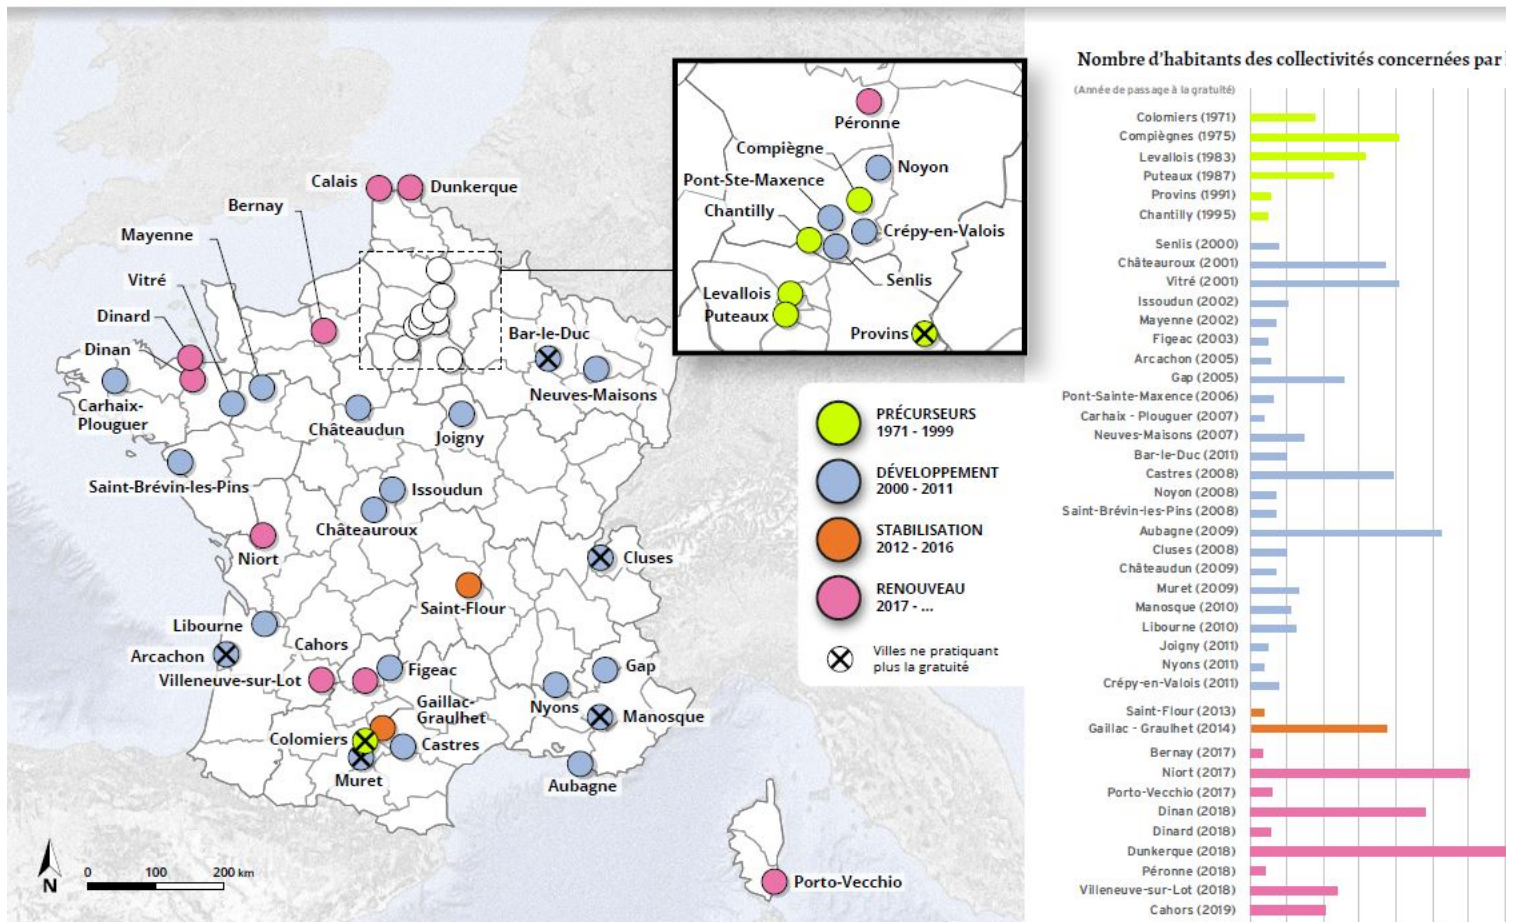 Calais
Dunkerque
Bernay
Mayenne
Vitré
Dinard
Dinan
Carhaix-
Plouguer
Bar-le-Duc
Neuves-Maisons
Châteaudun
Joigny
Saint-Brévin-les-Pins
Issoudun
Châteauroux
Niort
Cluses
Saint-Flour
Libourne
Cahors
Arcachon
Figeac
Gap
Villeneuve-sur-Lot
Gaillac-
Graulhet
Nyons
Manosque
Colomiers
Castres
Muret
Aubagne
Porto-Vecchio
N
0 100 200 km
Péronne
Compiègne
Noyon
Pont-Ste-Maxence
Chantilly
Crépy-en-Valois
Senlis
Levallois
Puteaux
Provins
PRÉCURSEURS
1971 - 1999
DÉVELOPPEMENT
2000 - 2011
STABILISATION
2012 - 2016
RENOUVEAU
2017 - ...
Villes ne pratiquant
plus la gratuité
Nombre d'habitants des collectivités concernées par
(Année de passage à la gratuité)
Colomiers (1971)
Compiègnes (1975)
Levallois (1983)
Puteaux (1987)
Provins (1991)
Chantilly (1995)
Senlis (2000)
Châteauroux (2001)
Vitré (2001)
Issoudun (2002)
Mayenne (2002)
Figeac (2003)
Arcachon (2005)
Gap (2005)
Pont-Sainte-Maxence (2006)
Carhaix - Plouguer (2007)
Neuves-Maisons (2007)
Bar-le-Duc (2011)
Castres (2008)
Noyon (2008)
Saint-Brévin-les-Pins (2008)
Aubagne (2009)
Cluses (2008)
Châteaudun (2009)
Muret (2009)
Manosque (2010)
Libourne (2010)
Joigny (2011)
Nyons (2011)
Crépy-en-Valois (2011)
Saint-Flour (2013)
Gaillac - Graulhet (2014)
Bernay (2017)
Niort (2017)
Porto-Vecchio (2017)
Dinan (2018)
Dinard (2018)
Dunkerque (2018)
Péronne (2018)
Villeneuve-sur-Lot (2018)
Cahors (2019)